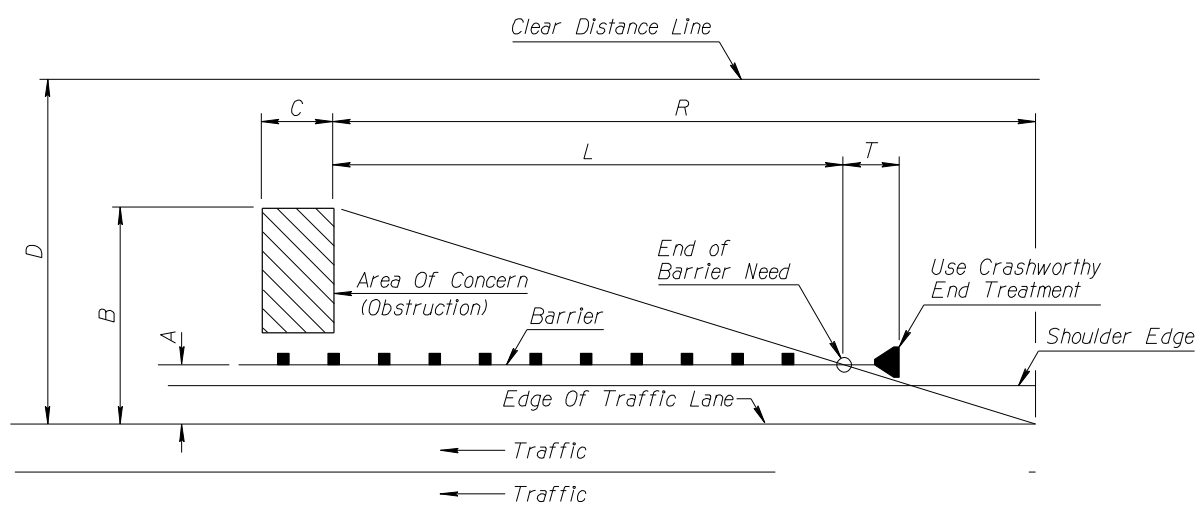 Clear Distance Line
C
R
L
T
D
B
A
End of
Barrier Need
Use Crashworthy
End Treatment
Area Of Concern
(Obstruction)
Barrier
Shoulder Edge
Edge Of Traffic Lane
Traffic
Traffic